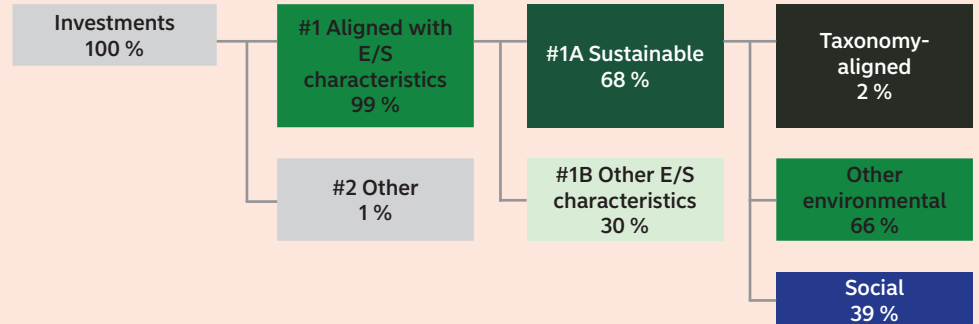 Investments
100 %
#1 Aligned with
E/S
characteristics
99 %
#2 Other
1 %
#1A Sustainable
68 %
#1B Other E/S
characteristics
30 %
Taxonomy-
aligned
2 %
Other
environmental
66 %
Social
39 %